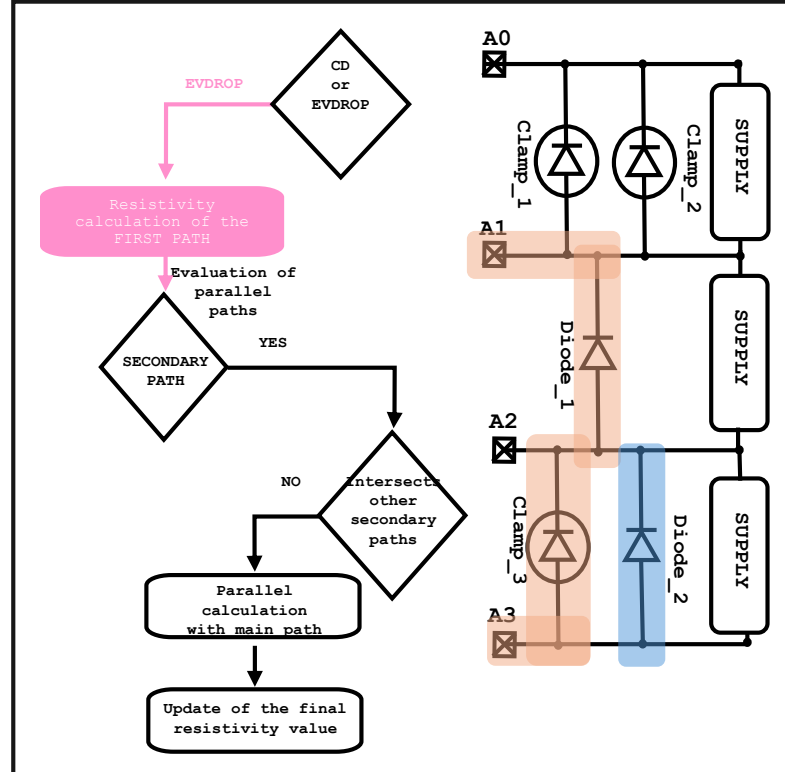 CD
or
EVDROP
EVDROP
Resistivity
calculation of the
FIRST PATH
Evaluation of
parallel
paths
SECONDARY
PATH
YES
Intersects
other
secondary
paths
NO
Parallel
calculation
with main path
Update of the final
resistivity value
A0
Clamp_1
Clamp_2
SUPPLY
A1
Diode_1
SUPPLY
A2
Clamp_3
Diode_2
SUPPLY
A3